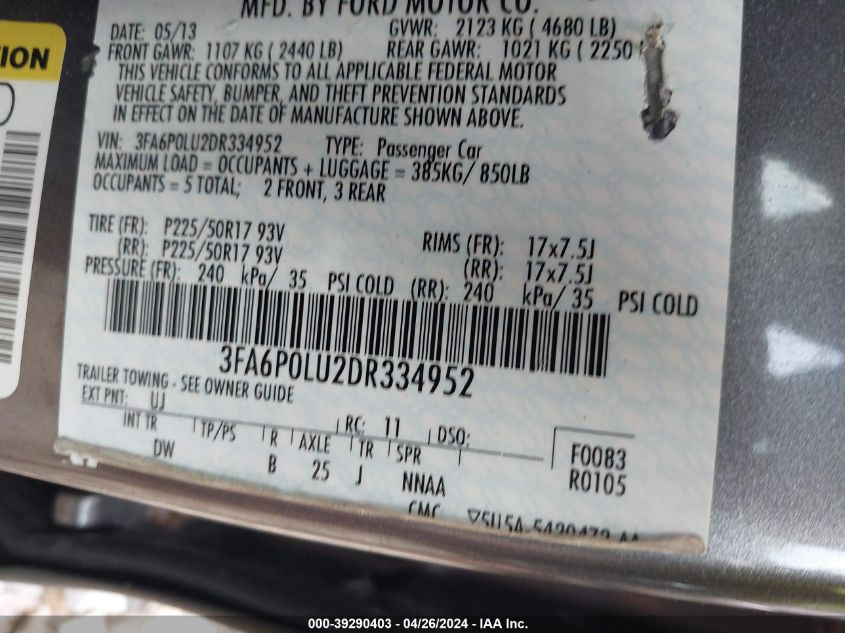 MFD. BY FORD MOTOR CO.
DATE: 05/13 GVWR: 2123 KG ( 4680 LB)
FRONT GAWR: 1107 KG ( 2440 LB) REAR GAWR: 1021 KG ( 2250
THIS VEHICLE CONFORMS TO ALL APPLICABLE FEDERAL MOTOR
VEHICLE SAFETY, BUMPER, AND THEFT PREVENTION STANDARDS
IN EFFECT ON THE DATE OF MANUFACTURE SHOWN ABOVE.
VIN: 3FA6P0LU2DR334952 TYPE: Passenger Car
MAXIMUM LOAD = OCCUPANTS + LUGGAGE = 385KG/ 850LB
OCCUPANTS = 5 TOTAL; 2 FRONT, 3 REAR
TIRE (FR): P225/50R17 93V RIMS (FR): 17x7.5J
(RR): P225/50R17 93V (RR): 17x7.5J
PRESSURE (FR): 240 kPa/ 35 PSI COLD (RR): 240 kPa/ 35 PSI COLD
3FA6P0LU2DR334952
TRAILER TOWING - SEE OWNER GUIDE
EXT PNT: UJ RC: 11 DSO:
INT TR TP/PS R AXLE TR SPR F0083
DW B 25 J NNAA R0105
000-39290403 - 04/26/2024 - IAA Inc.